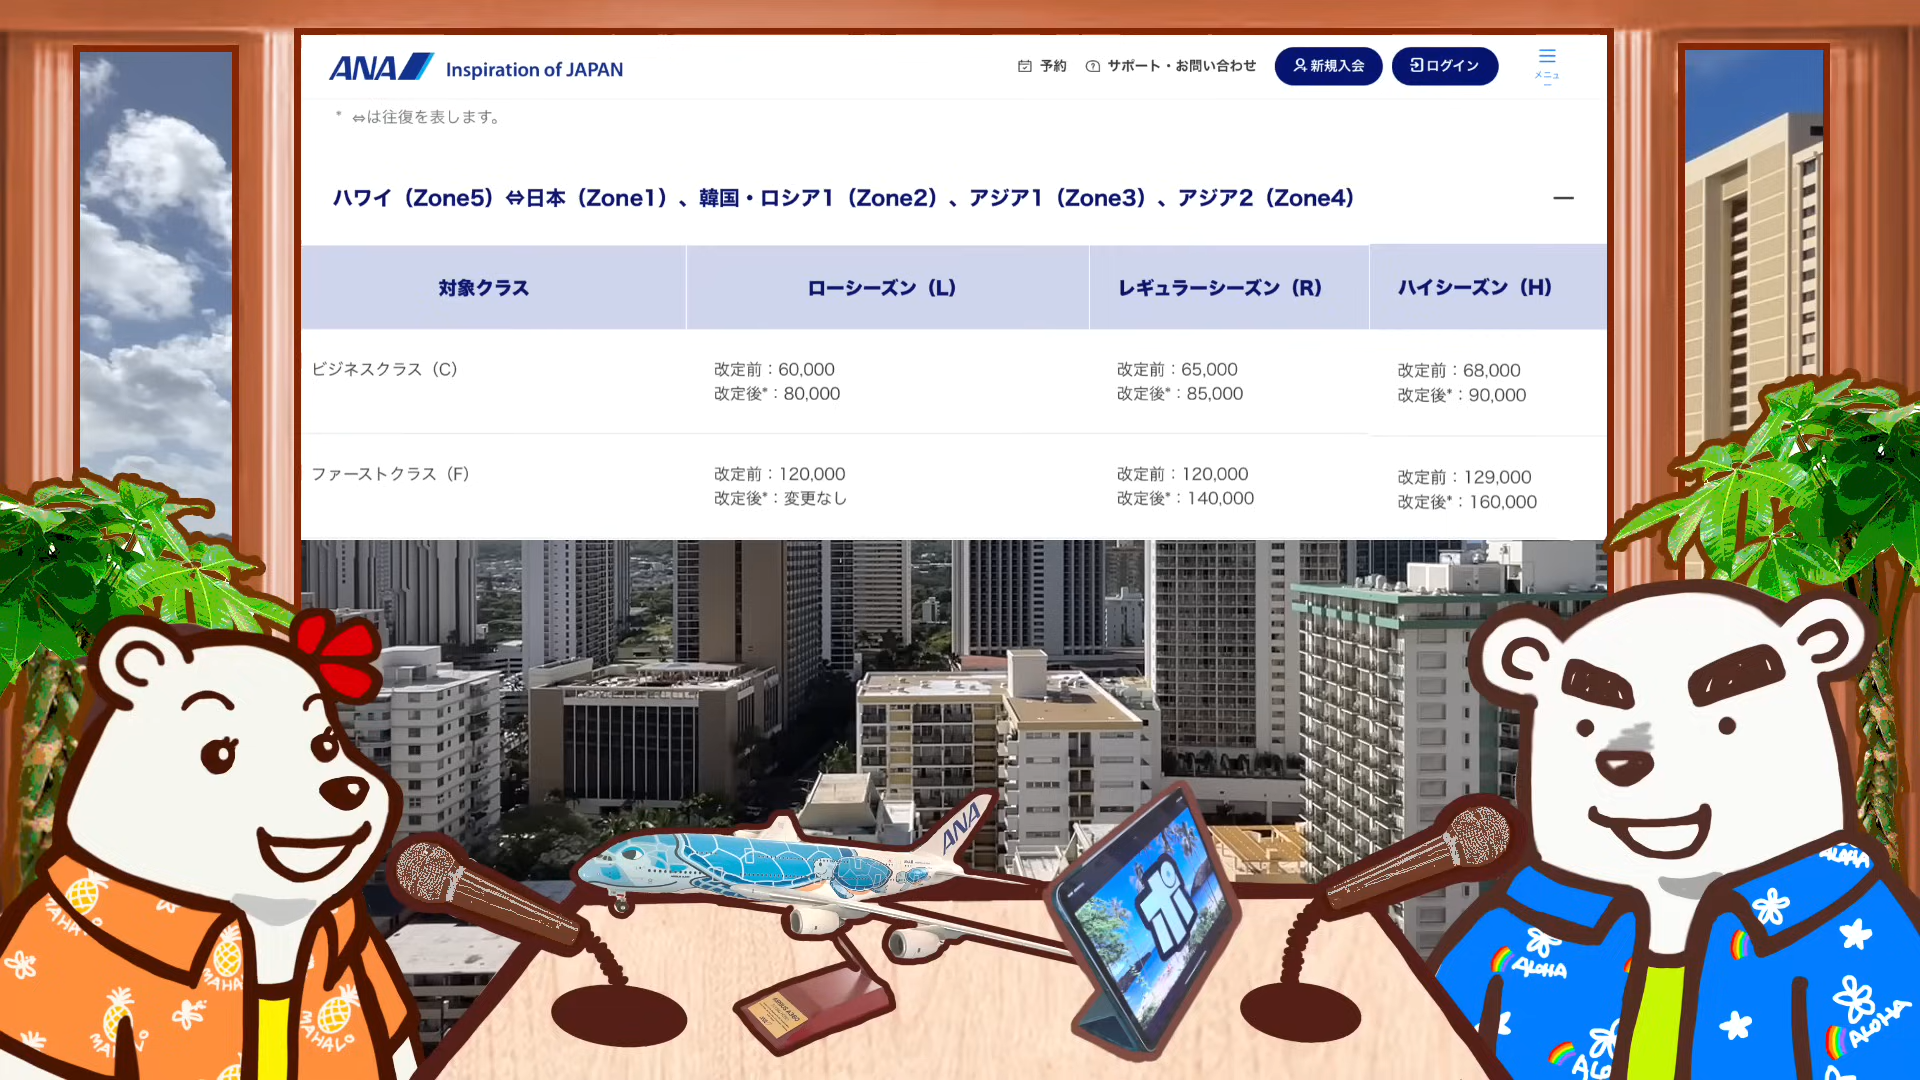 ANA Inspiration of JAPAN
予約 サポート・お問い合わせ 新規入会 ログイン メニュー
* ⇔は往復を表します。
ハワイ（Zone5）⇔日本（Zone1）、韓国・ロシア1（Zone2）、アジア1（Zone3）、アジア2（Zone4）
対象クラス ローシーズン（L） レギュラーシーズン（R） ハイシーズン（H）
ビジネスクラス（C） 改定前：60,000 改定前：65,000 改定前：68,000
改定後*：80,000 改定後*：85,000 改定後*：90,000
ファーストクラス（F） 改定前：120,000 改定前：120,000 改定前：129,000
改定後*：変更なし 改定後*：140,000 改定後*：160,000
ANA
ポ
MAHALO
MAHALO
MAHALO
ALOHA
ALOHA
ALOHA